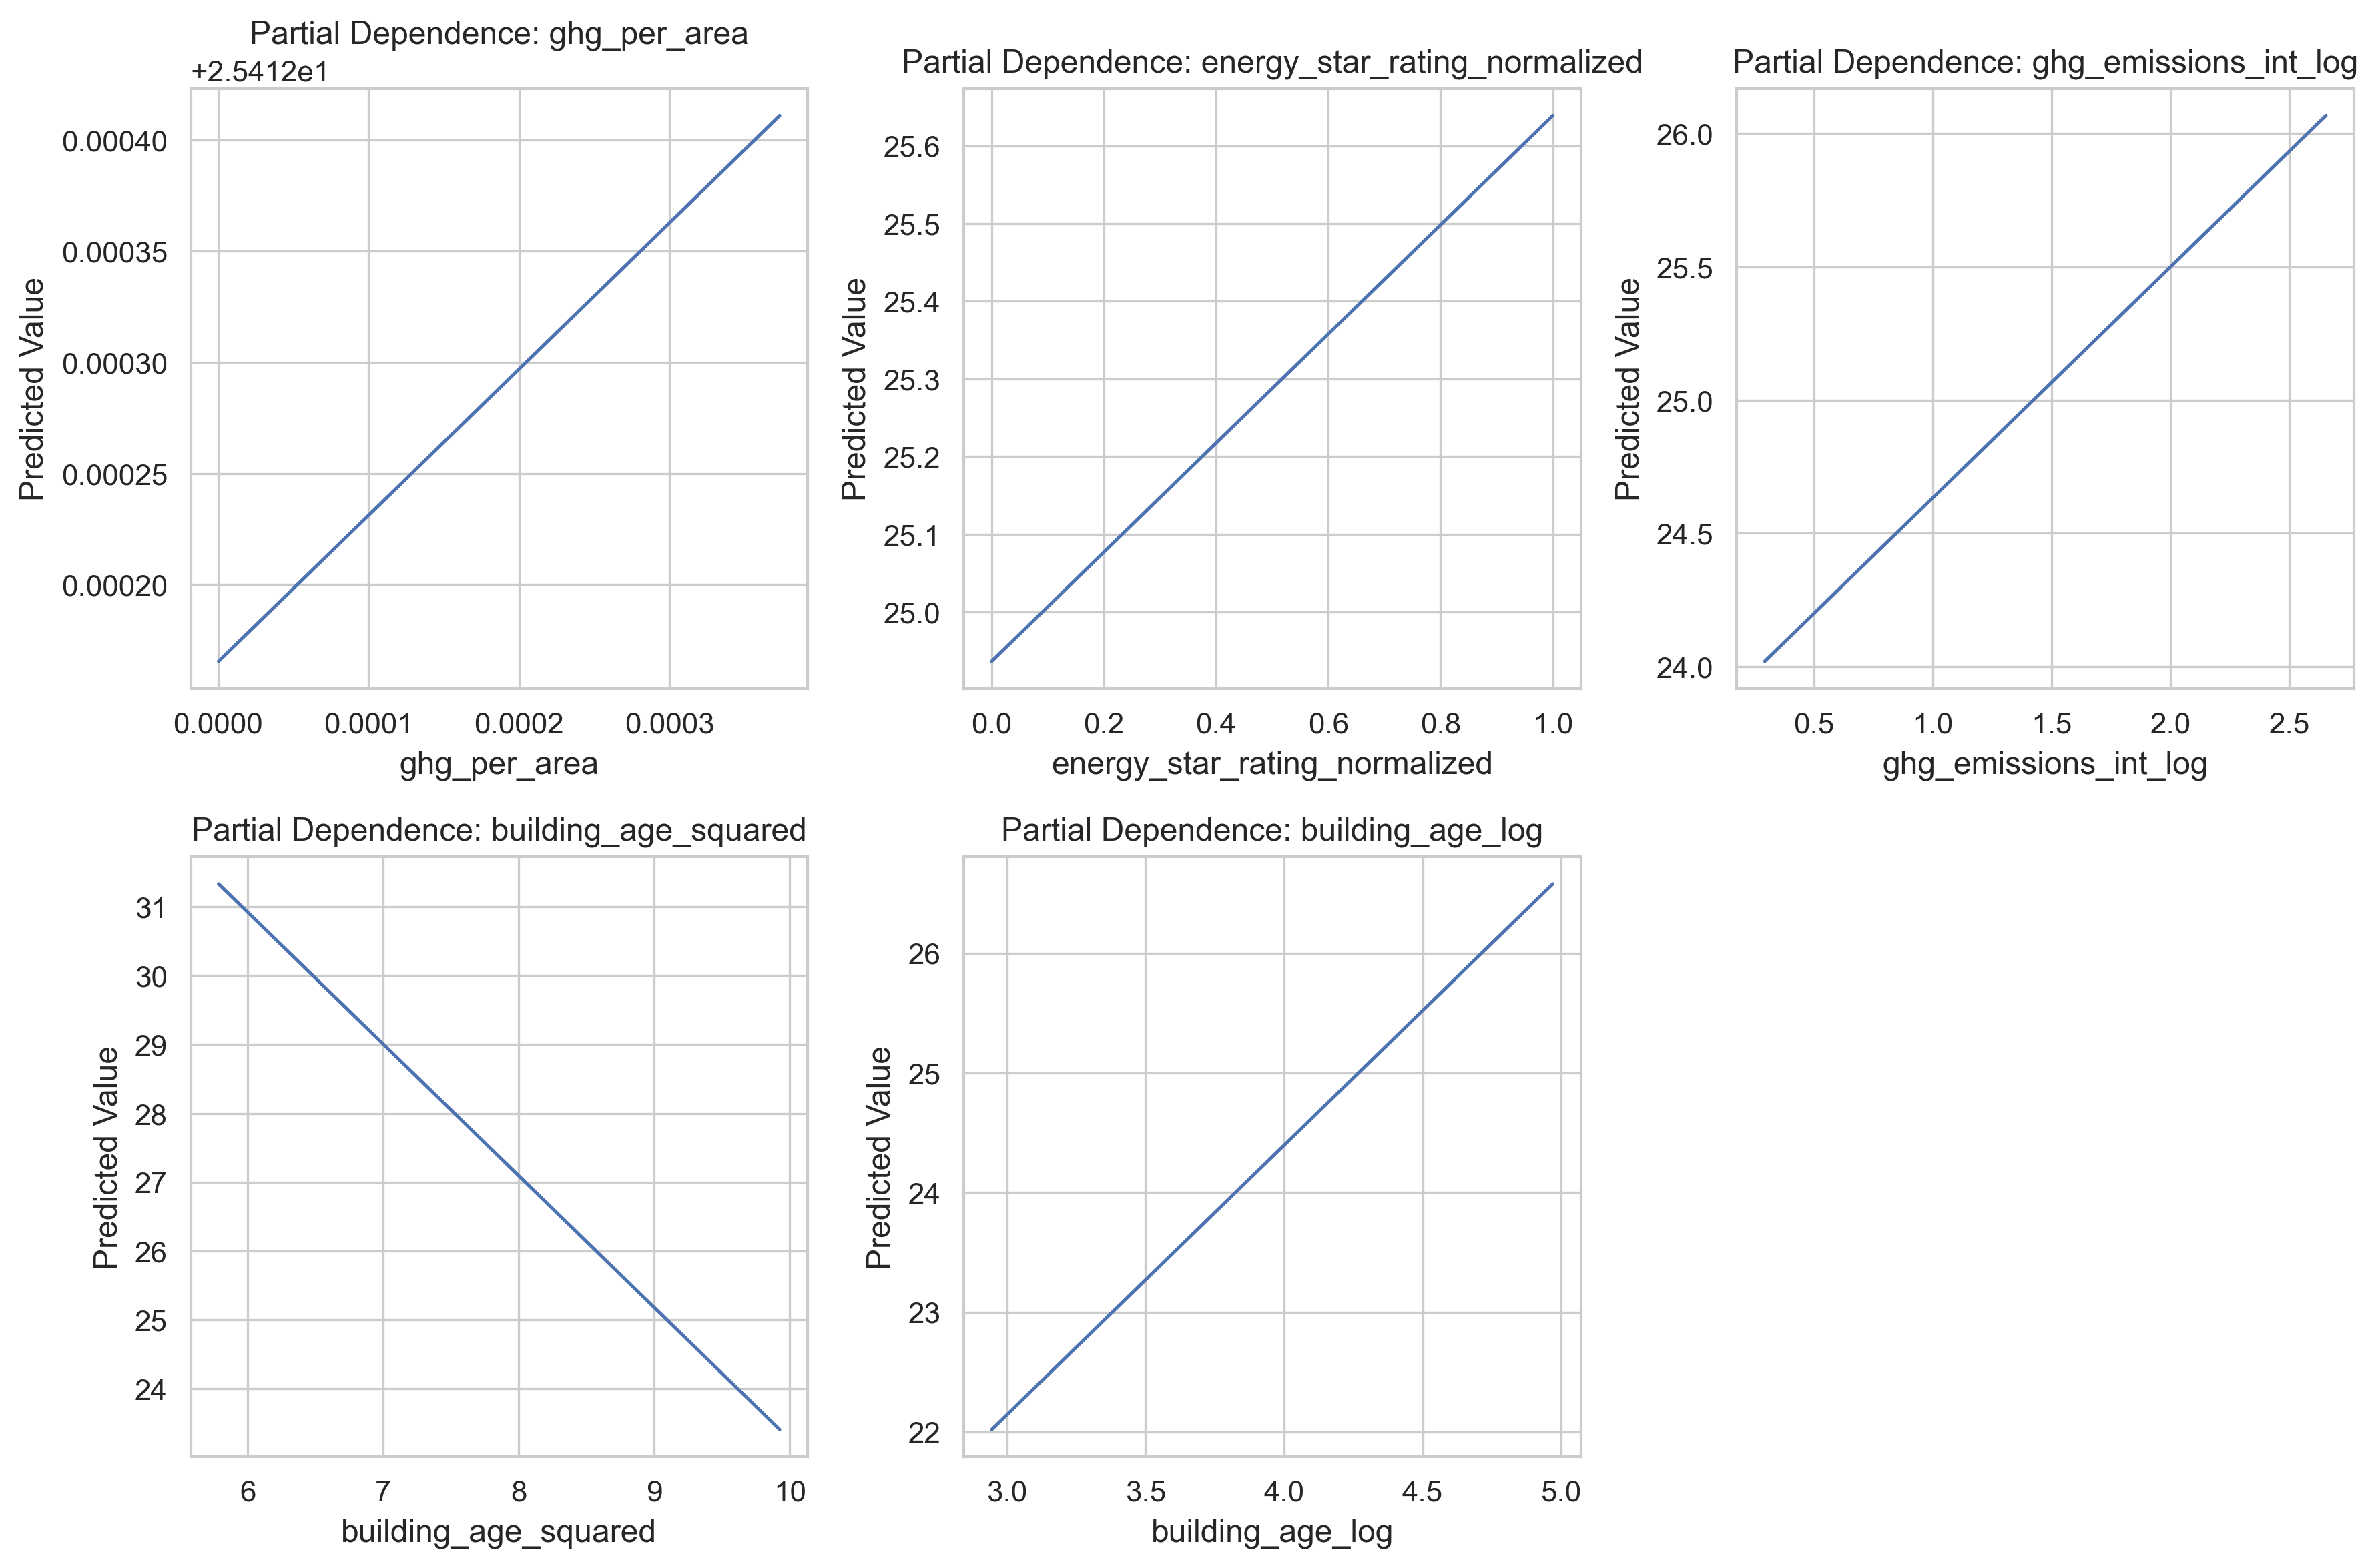 Partial Dependence: ghg_per_area
+2.5412e1
Predicted Value
0.00040
0.00035
0.00030
0.00025
0.00020
0.0000 0.0001 0.0002 0.0003
ghg_per_area
Partial Dependence: energy_star_rating_normalized
Predicted Value
25.6
25.5
25.4
25.3
25.2
25.1
25.0
0.0 0.2 0.4 0.6 0.8 1.0
energy_star_rating_normalized
Partial Dependence: ghg_emissions_int_log
Predicted Value
26.0
25.5
25.0
24.5
24.0
0.5 1.0 1.5 2.0 2.5
ghg_emissions_int_log
Partial Dependence: building_age_squared
Predicted Value
31
30
29
28
27
26
25
24
6 7 8 9 10
building_age_squared
Partial Dependence: building_age_log
Predicted Value
26
25
24
23
22
3.0 3.5 4.0 4.5 5.0
building_age_log